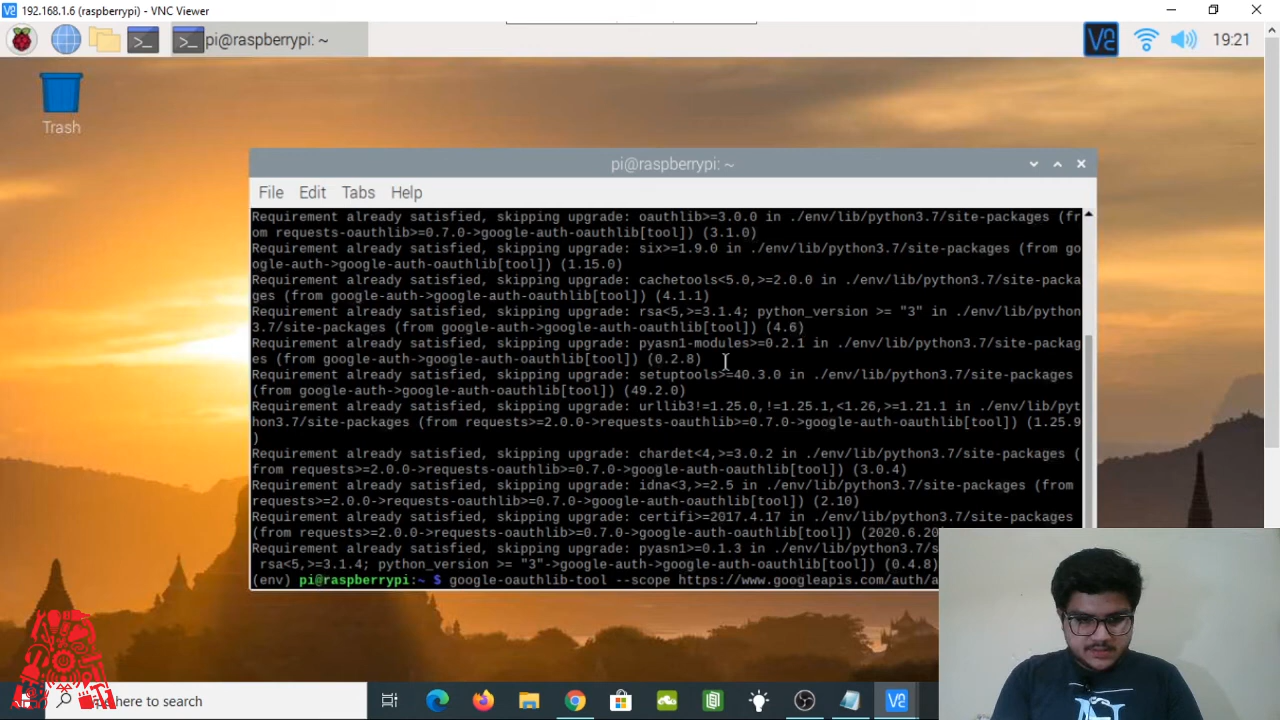 192.168.1.6 (raspberrypi) - VNC Viewer
pi@raspberrypi: ~
19:21
Trash
pi@raspberrypi: ~
File Edit Tabs Help
Requirement already satisfied, skipping upgrade: oauthlib>=3.0.0 in ./env/lib/python3.7/site-packages (fr
om requests-oauthlib>=0.7.0->google-auth-oauthlib[tool]) (3.1.0)
Requirement already satisfied, skipping upgrade: six>=1.9.0 in ./env/lib/python3.7/site-packages (from go
ogle-auth->google-auth-oauthlib[tool]) (1.15.0)
Requirement already satisfied, skipping upgrade: cachetools<5.0,>=2.0.0 in ./env/lib/python3.7/site-packa
ges (from google-auth->google-auth-oauthlib[tool]) (4.1.1)
Requirement already satisfied, skipping upgrade: rsa<5,>=3.1.4; python_version >= "3" in ./env/lib/python
3.7/site-packages (from google-auth->google-auth-oauthlib[tool]) (4.6)
Requirement already satisfied, skipping upgrade: pyasn1-modules>=0.2.1 in ./env/lib/python3.7/site-packag
es (from google-auth->google-auth-oauthlib[tool]) (0.2.8)
Requirement already satisfied, skipping upgrade: setuptools>=40.3.0 in ./env/lib/python3.7/site-packages
(from google-auth->google-auth-oauthlib[tool]) (49.2.0)
Requirement already satisfied, skipping upgrade: urllib3!=1.25.0,!=1.25.1,<1.26,>=1.21.1 in ./env/lib/pyt
hon3.7/site-packages (from requests>=2.0.0->requests-oauthlib>=0.7.0->google-auth-oauthlib[tool]) (1.25.9
)
Requirement already satisfied, skipping upgrade: chardet<4,>=3.0.2 in ./env/lib/python3.7/site-packages (
from requests>=2.0.0->requests-oauthlib>=0.7.0->google-auth-oauthlib[tool]) (3.0.4)
Requirement already satisfied, skipping upgrade: idna<3,>=2.5 in ./env/lib/python3.7/site-packages (from
requests>=2.0.0->requests-oauthlib>=0.7.0->google-auth-oauthlib[tool]) (2.10)
Requirement already satisfied, skipping upgrade: certifi>=2017.4.17 in ./env/lib/python3.7/site-packages
(from requests>=2.0.0->requests-oauthlib>=0.7.0->google-auth-oauthlib[tool]) (2020.6.20
Requirement already satisfied, skipping upgrade: pyasn1>=0.1.3 in ./env/lib/python3.7/s
rsa<5,>=3.1.4; python_version >= "3"->google-auth->google-auth-oauthlib[tool]) (0.4.8)
(env) pi@raspberrypi:~ $ google-oauthlib-tool --scope https://www.googleapis.com/auth/a
here to search